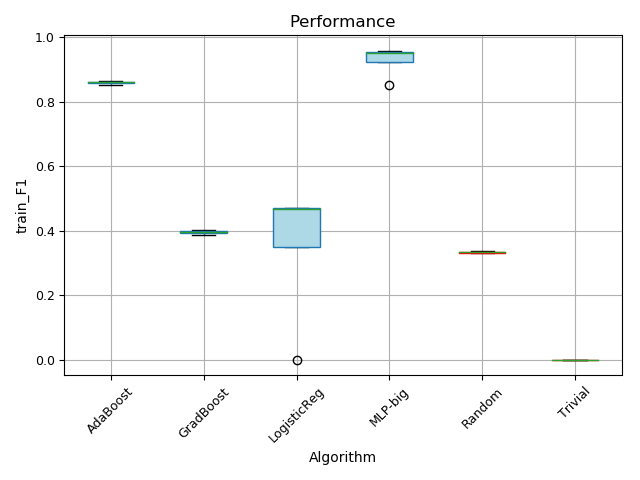 Performance
1.0
0.8
0.6
0.4
0.2
0.0
train_F1
AdaBoost
GradBoost
LogisticReg
MLP-big
Random
Trivial
Algorithm